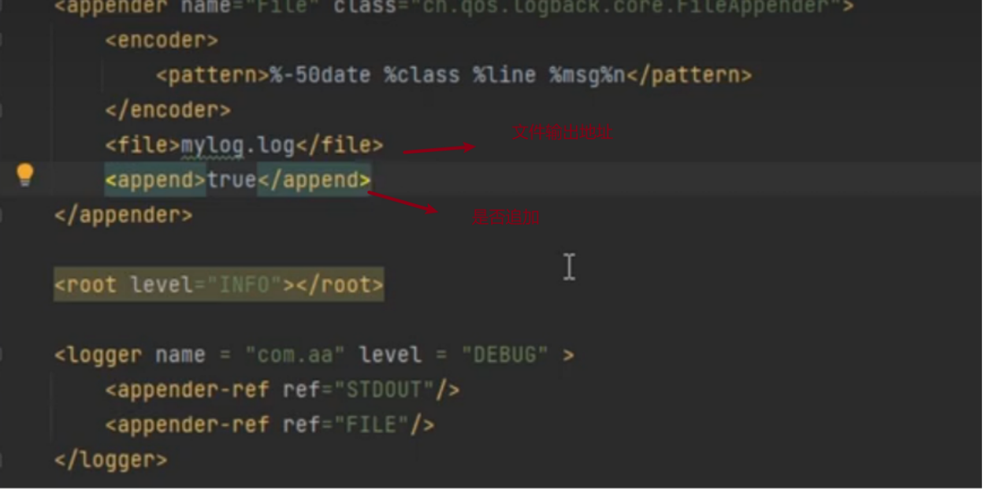 <appender name="File" class="ch.qos.logback.core.FileAppender">
<encoder>
<pattern>%-50date %class %line %msg%n</pattern>
</encoder>
<file>mylog.log</file>
文件输出地址
<append>true</append>
是否追加
</appender>
<root level="INFO"></root>
<logger name = "com.aa" level = "DEBUG" >
<appender-ref ref="STDOUT"/>
<appender-ref ref="FILE"/>
</logger>